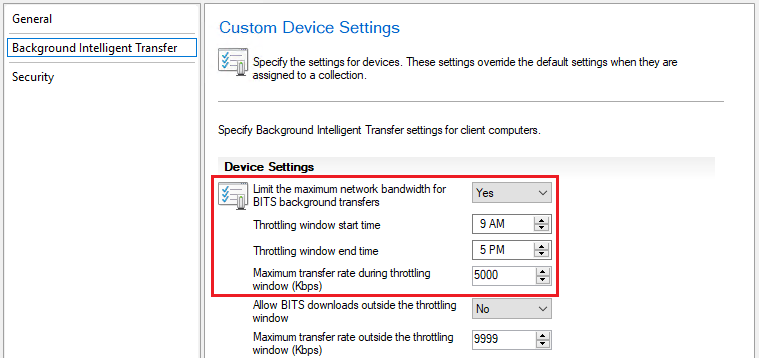 General
Background Intelligent Transfer
Security
Custom Device Settings
Specify the settings for devices. These settings override the default settings when they are
assigned to a collection.
Specify Background Intelligent Transfer settings for client computers.
Device Settings
Limit the maximum network bandwidth for
BITS background transfers
Yes
Throttling window start time
9 AM
Throttling window end time
5 PM
Maximum transfer rate during throttling
window (Kbps)
5000
Allow BITS downloads outside the throttling
window
No
Maximum transfer rate outside the throttling
window (Kbps)
9999